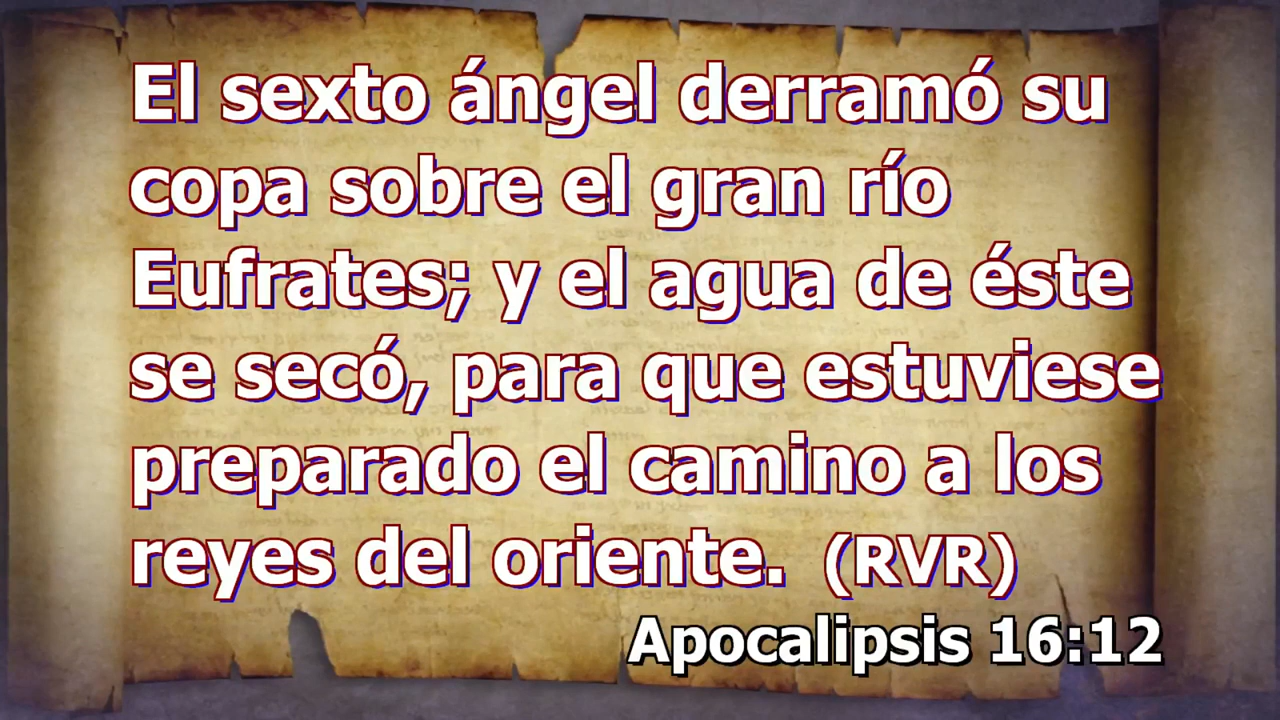 El sexto ángel derramó su
copa sobre el gran río
Eufrates; y el agua de éste
se secó, para que estuviese
preparado el camino a los
reyes del oriente. (RVR)
Apocalipsis 16:12